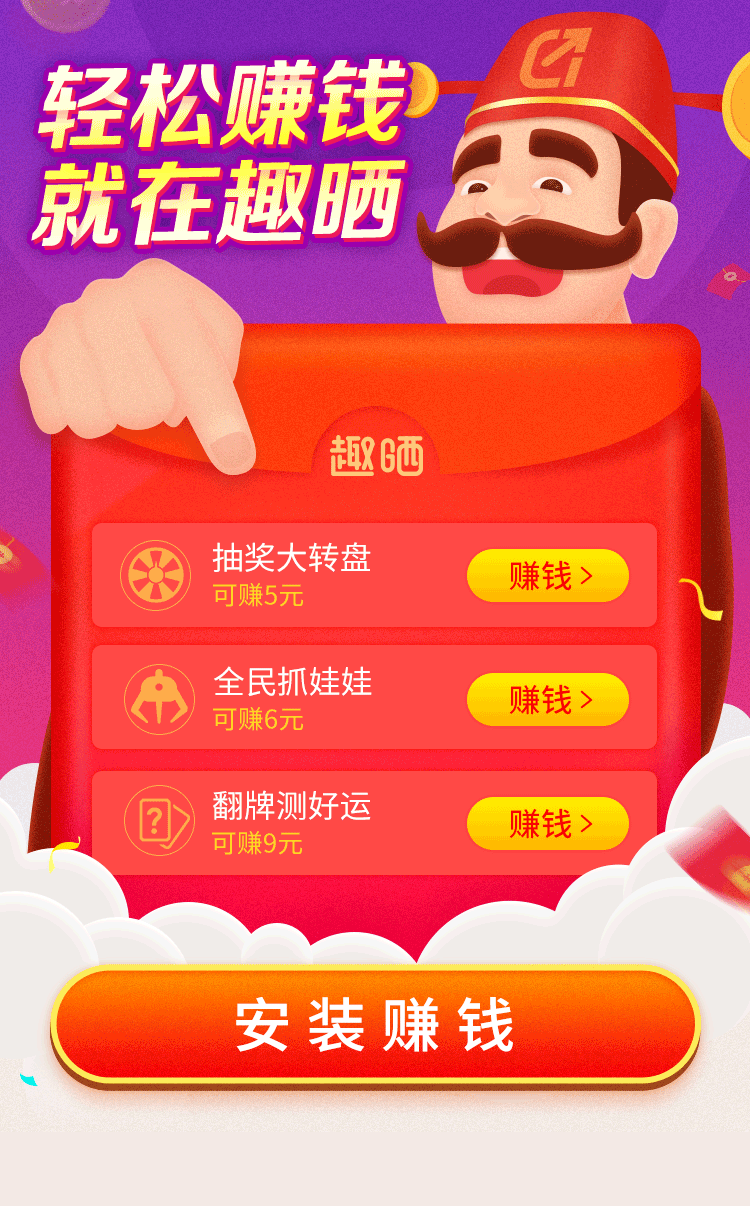 轻松赚钱
就在趣晒
趣晒
抽奖大转盘
可赚5元
赚钱 >
全民抓娃娃
可赚6元
赚钱 >
?
翻牌测好运
可赚9元
赚钱 >
安装赚钱